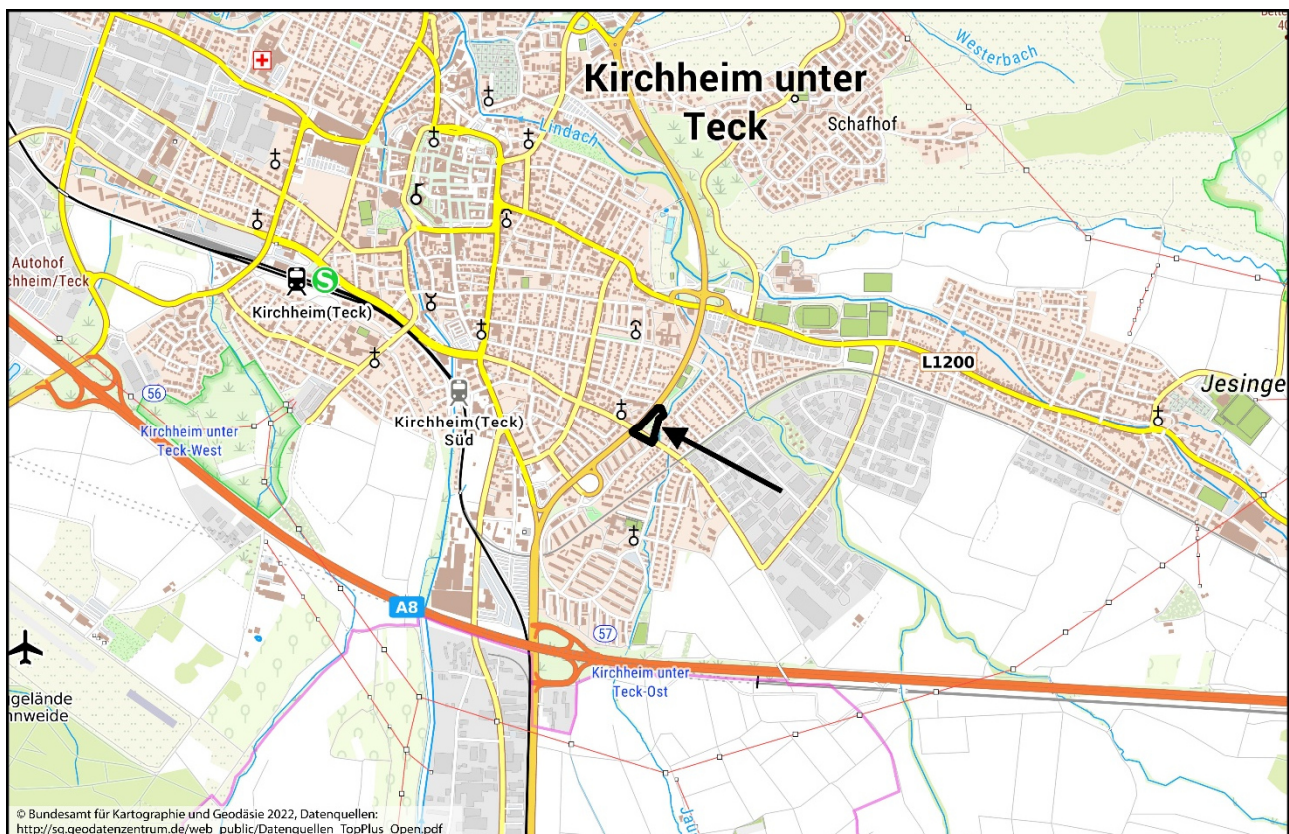 Kirchheim unter
Teck
Westerbach
Lindach
Schafhof
Autohof
chheim/Teck
S
Kirchheim(Teck)
L1200
Jesinge
56
Kirchheim unter
Teck-West
Kirchheim(Teck)
Süd
A8
57
Kirchheim unter
Teck-Ost
ngelände
hnweide
© Bundesamt für Kartographie und Geodäsie 2022, Datenquellen:
http://sg.geodatenzentrum.de/web_public/Datenquellen_TopPlus_Open.pdf